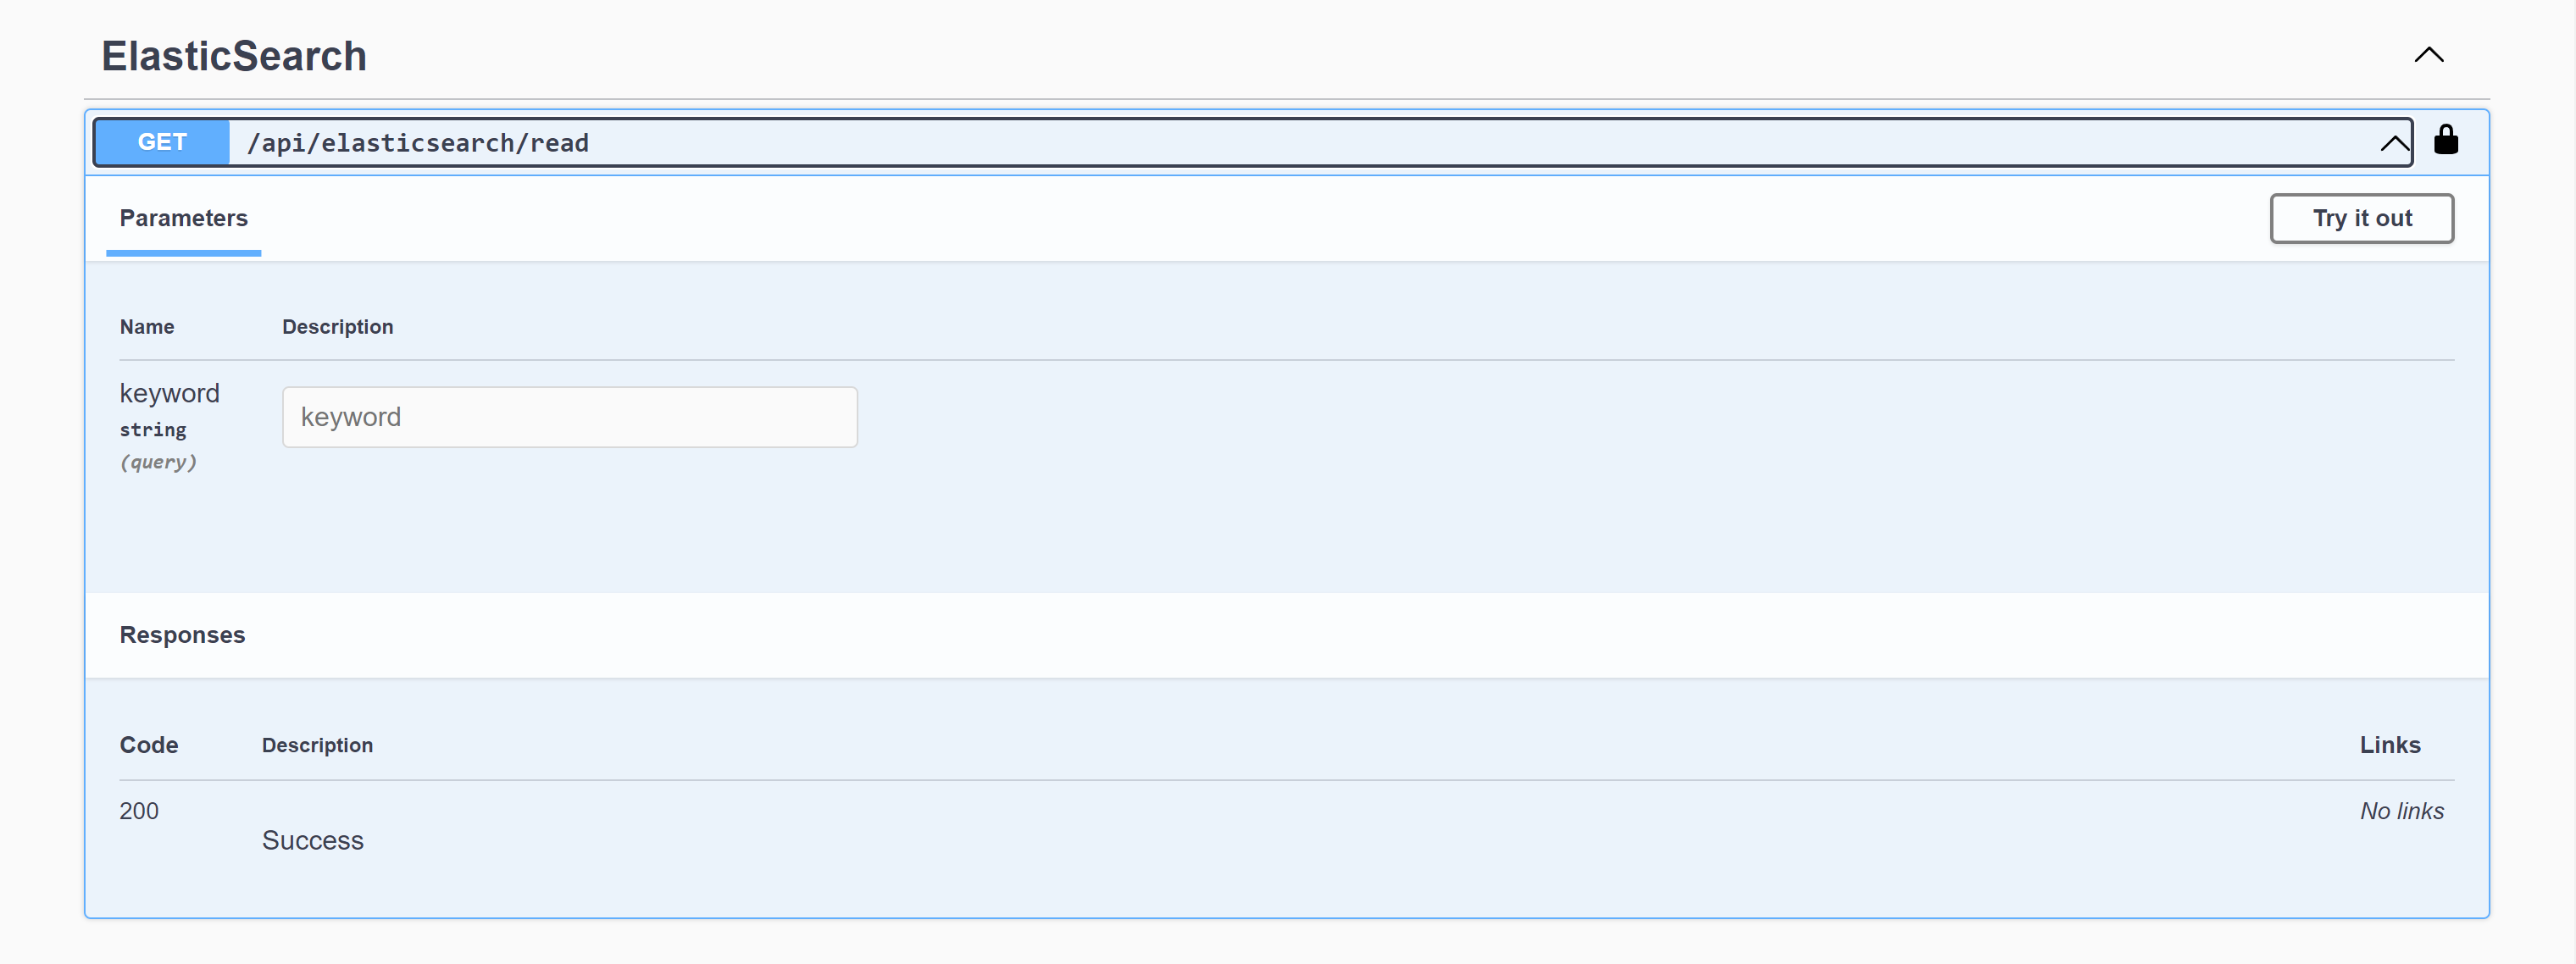 ElasticSearch
GET /api/elasticsearch/read
Parameters
Try it out
Name Description
keyword
string
(query)
keyword
Responses
Code Description Links
200
Success
No links